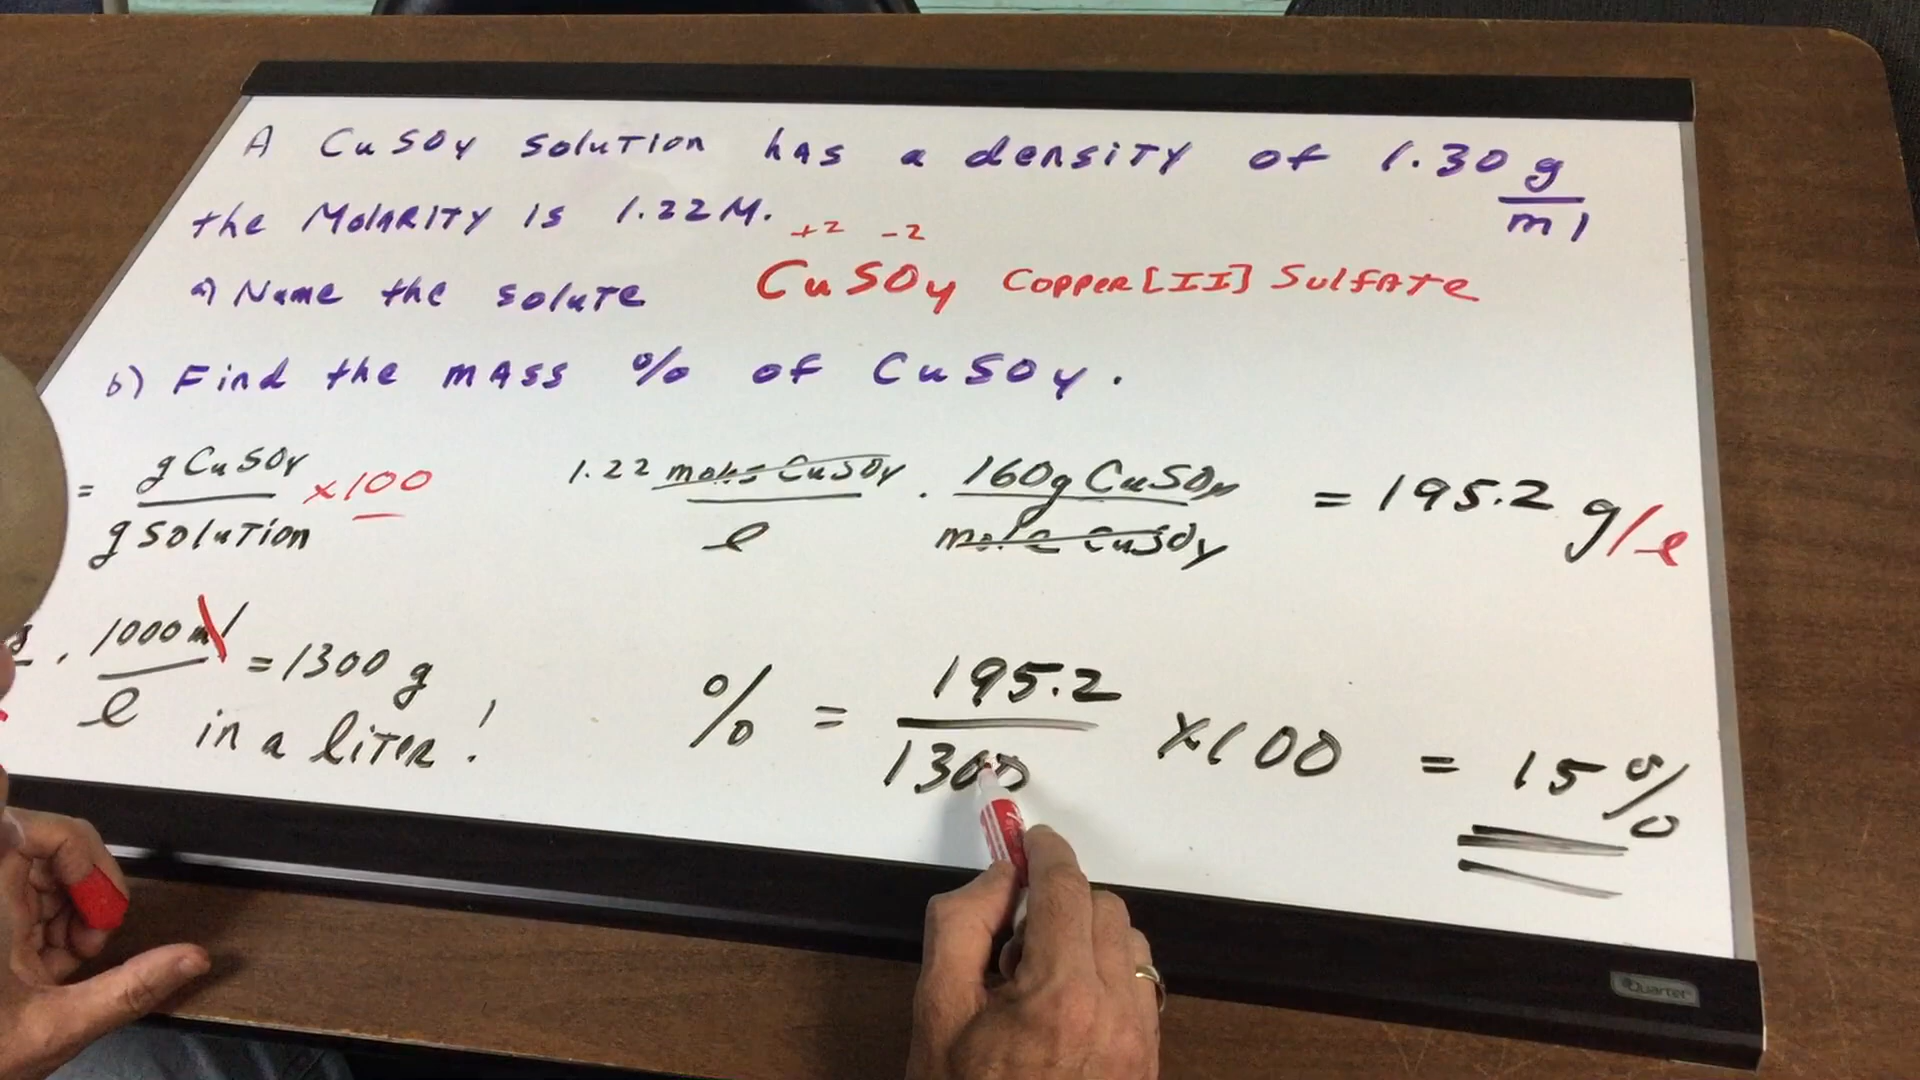 A CuSO4 solution has a density of 1.30 g/ml
the Molarity is 1.22M.
+2 -2
a) Name the solute CuSO4 Copper [II] Sulfate
b) Find the mass % of CuSO4.
= g CuSO4 / g solution x100
1.22 moles CuSO4 / l · 160g CuSO4 / mole CuSO4 = 195.2 g/l
· 1000 ml / l = 1300 g
in a liter!
% = 195.2 / 1300 x100 = 15%
Quartet